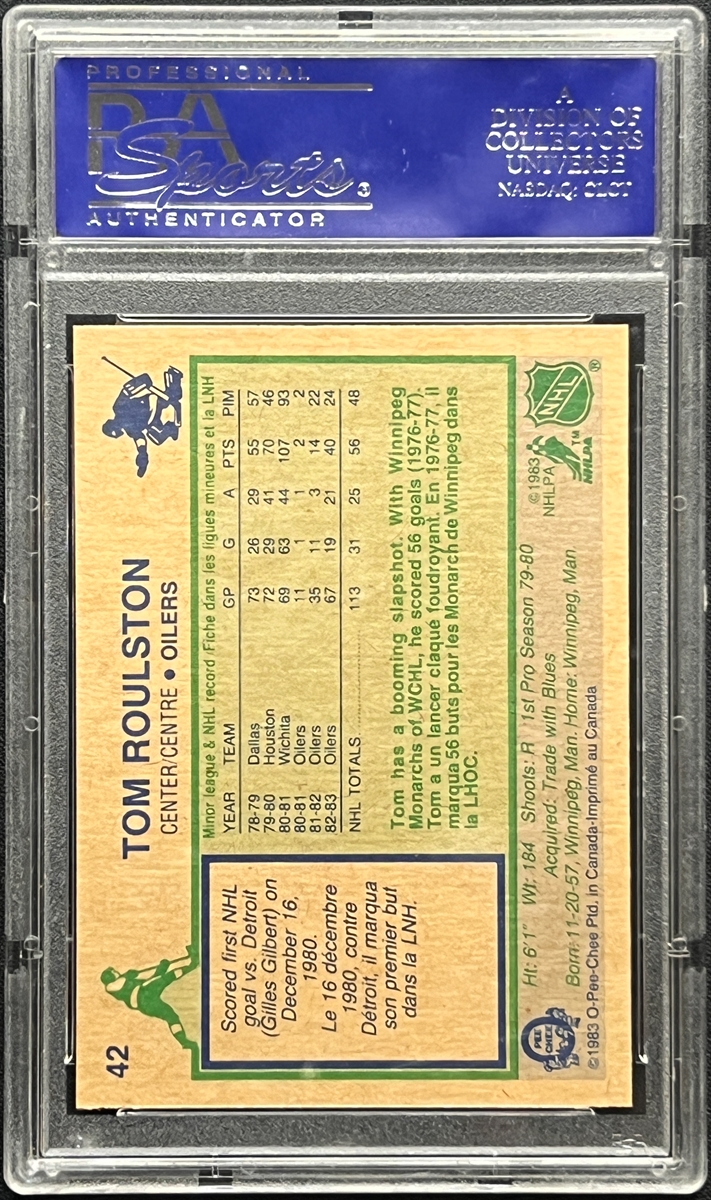 PROFESSIONAL
PSA
Sports
AUTHENTICATOR
A
DIVISION OF
COLLECTORS
UNIVERSE
NASDAQ: CLCT
42
TOM ROULSTON
CENTER/CENTRE • OILERS
Scored first NHL
goal vs. Detroit
(Gilles Gilbert) on
December 16,
1980.
Le 16 décembre
1980, contre
Détroit, il marqua
son premier but
dans la LNH.
Minor league & NHL record/Fiche dans les ligues mineures et la LNH
YEAR TEAM GP G A PTS PIM
78-79 Dallas 73 26 29 55 57
79-80 Houston 72 29 41 70 46
80-81 Wichita 69 63 44 107 93
80-81 Oilers 11 1 1 2 2
81-82 Oilers 35 11 3 14 22
82-83 Oilers 67 19 21 40 24
NHL TOTALS 113 31 25 56 48
Tom has a booming slapshot. With Winnipeg
Monarchs of WCHL, he scored 56 goals (1976-77).
Tom a un lancer claqué foudroyant. En 1976-77, il
marqua 56 buts pour les Monarch de Winnipeg dans
la LHOC.
Ht: 6'1" Wt: 184 Shoots: R 1st Pro Season 79-80
Acquired: Trade with Blues
Born: 11-20-57, Winnipeg, Man. Home: Winnipeg, Man.
©1983 O-Pee-Chee Ptd. in Canada-Imprimé au Canada
O
PEE
CHEE
©1983
NHLPA
NHLPA
TM
NHL
®